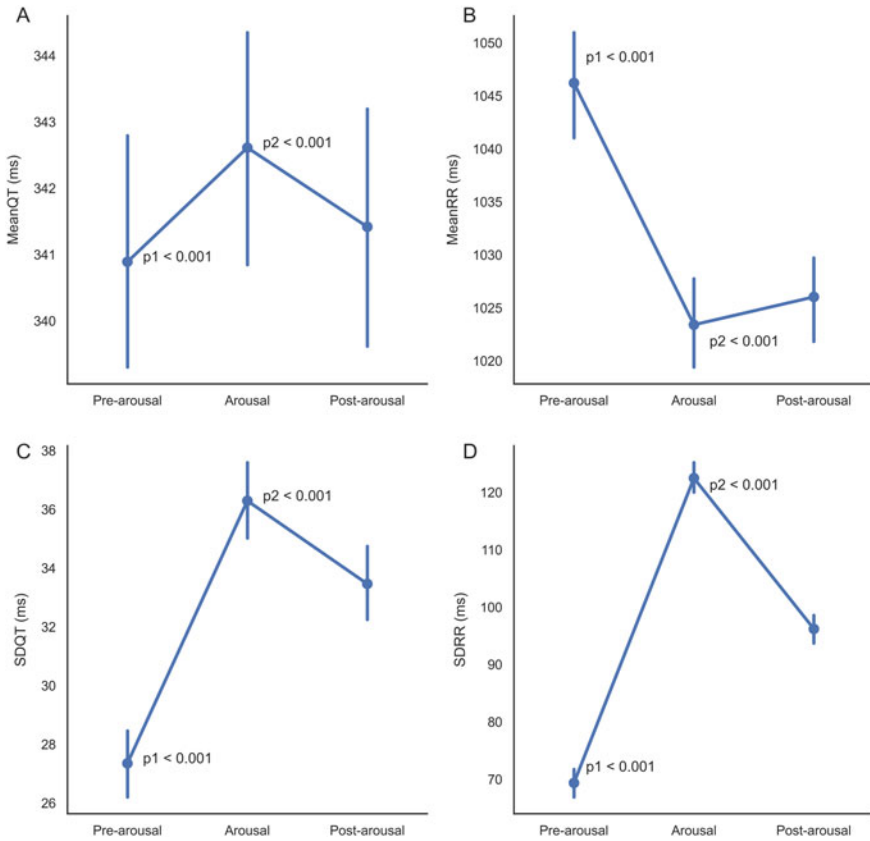 A
MeanQT (ms)
344
343
342
341
340
p1 < 0.001
p2 < 0.001
Pre-arousal
Arousal
Post-arousal
B
MeanRR (ms)
1050
1045
1040
1035
1030
1025
1020
p1 < 0.001
p2 < 0.001
Pre-arousal
Arousal
Post-arousal
C
SDQT (ms)
38
36
34
32
30
28
26
p2 < 0.001
p1 < 0.001
Pre-arousal
Arousal
Post-arousal
D
SDRR (ms)
120
110
100
90
80
70
p2 < 0.001
p1 < 0.001
Pre-arousal
Arousal
Post-arousal